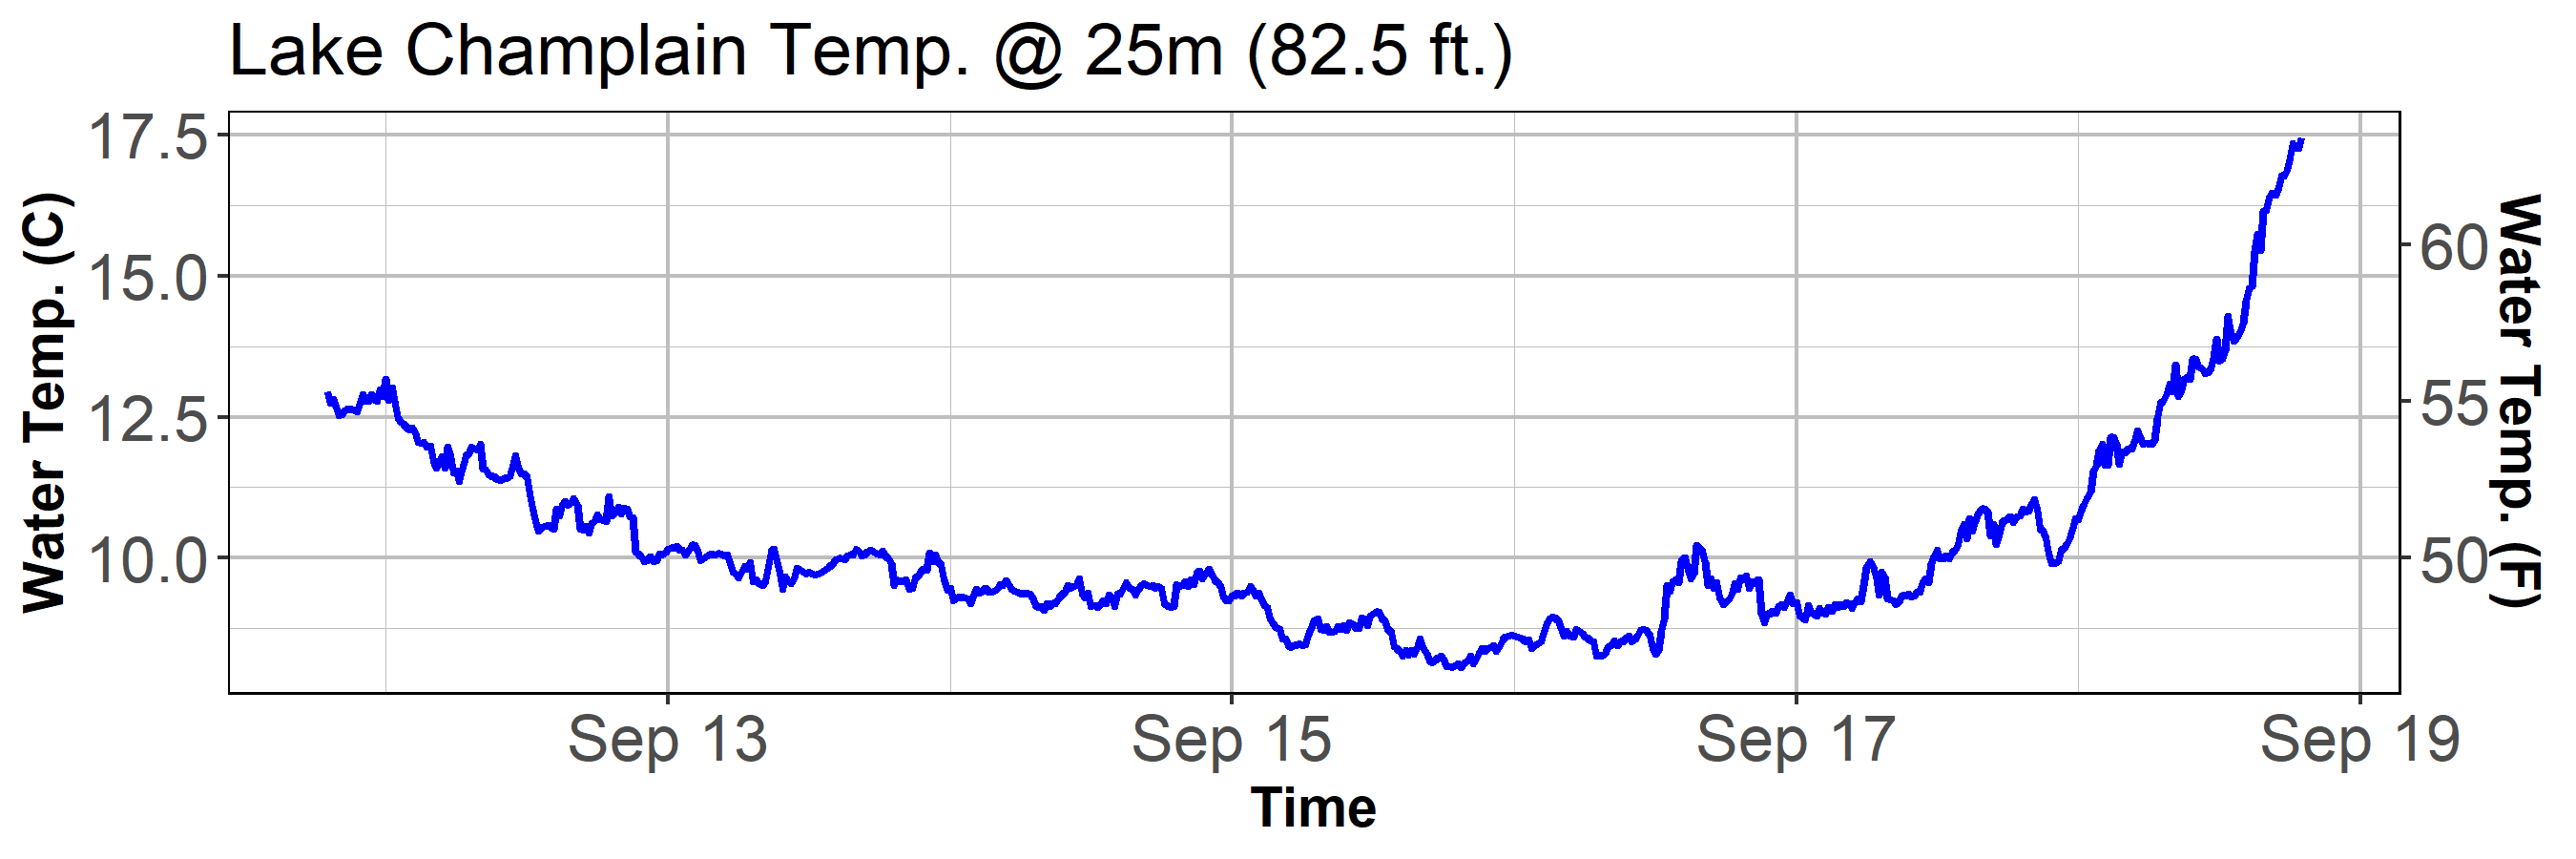 Lake Champlain Temp. @ 25m (82.5 ft.)
Water Temp. (C)
17.5
15.0
12.5
10.0
60
55
50
Water Temp. (F)
Sep 13
Sep 15
Sep 17
Sep 19
Time